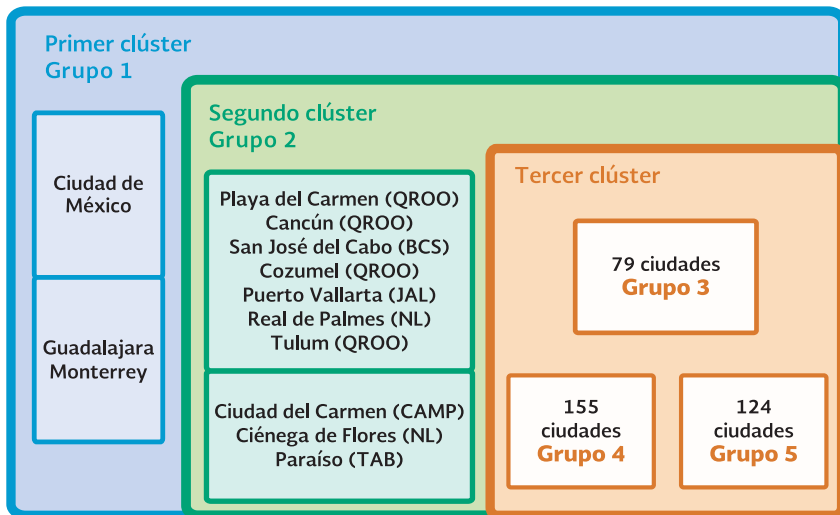 Primer clúster
Grupo 1
Ciudad de
México
Guadalajara
Monterrey
Segundo clúster
Grupo 2
Playa del Carmen (QROO)
Cancún (QROO)
San José del Cabo (BCS)
Cozumel (QROO)
Puerto Vallarta (JAL)
Real de Palmes (NL)
Tulum (QROO)
Ciudad del Carmen (CAMP)
Ciénega de Flores (NL)
Paraíso (TAB)
Tercer clúster
79 ciudades
Grupo 3
155
ciudades
Grupo 4
124
ciudades
Grupo 5